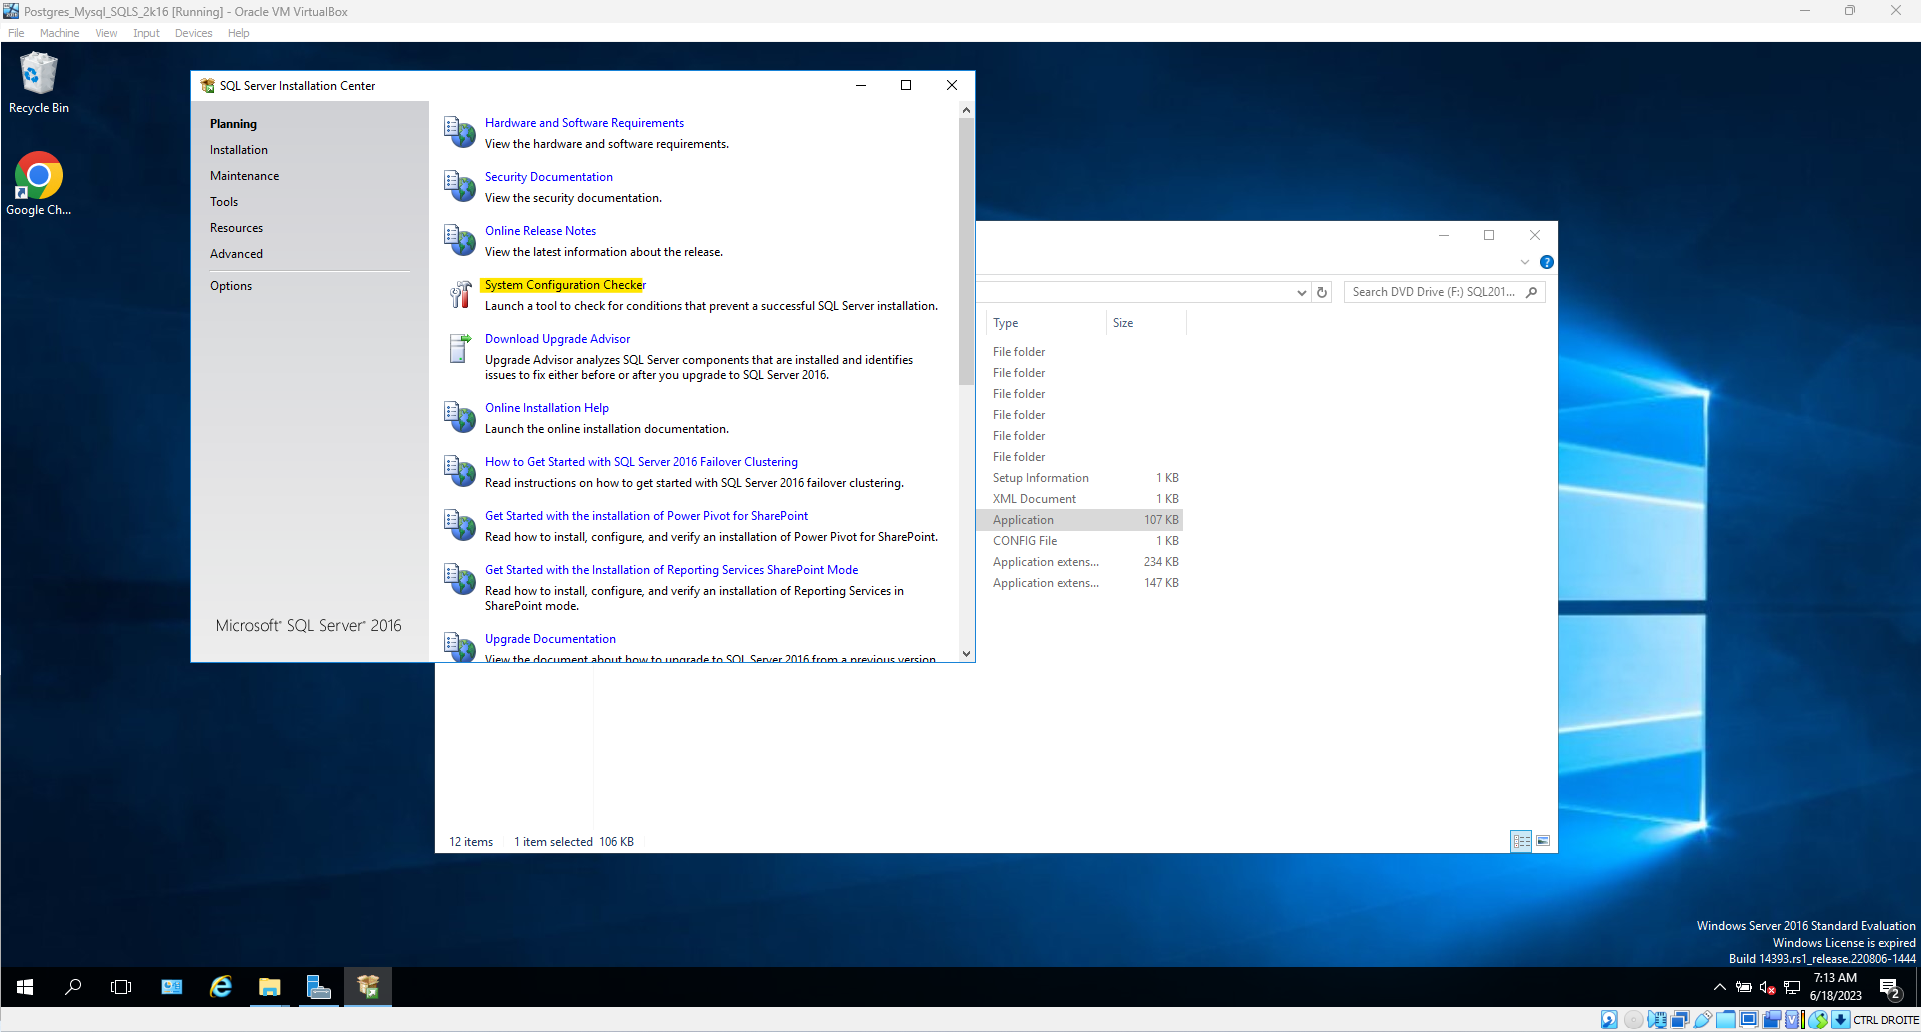 Postgres_Mysql_SQLS_2k16 [Running] - Oracle VM VirtualBox
File Machine View Input Devices Help
Recycle Bin
Google Ch...
SQL Server Installation Center
Planning
Installation
Maintenance
Tools
Resources
Advanced
Options
Microsoft® SQL Server® 2016
Hardware and Software Requirements
View the hardware and software requirements.
Security Documentation
View the security documentation.
Online Release Notes
View the latest information about the release.
System Configuration Checker
Launch a tool to check for conditions that prevent a successful SQL Server installation.
Download Upgrade Advisor
Upgrade Advisor analyzes SQL Server components that are installed and identifies
issues to fix either before or after you upgrade to SQL Server 2016.
Online Installation Help
Launch the online installation documentation.
How to Get Started with SQL Server 2016 Failover Clustering
Read instructions on how to get started with SQL Server 2016 failover clustering.
Get Started with the installation of Power Pivot for SharePoint
Read how to install, configure, and verify an installation of Power Pivot for SharePoint.
Get Started with the Installation of Reporting Services SharePoint Mode
Read how to install, configure, and verify an installation of Reporting Services in
SharePoint mode.
Upgrade Documentation
View the document about how to upgrade to SQL Server 2016 from a previous version
Search DVD Drive (F:) SQL201...
Type Size
File folder
File folder
File folder
File folder
File folder
File folder
Setup Information 1 KB
XML Document 1 KB
Application 107 KB
CONFIG File 1 KB
Application extens... 234 KB
Application extens... 147 KB
12 items 1 item selected 106 KB
Windows Server 2016 Standard Evaluation
Windows License is expired
Build 14393.rs1_release.220806-1444
7:13 AM
6/18/2023
2
CTRL DROITE